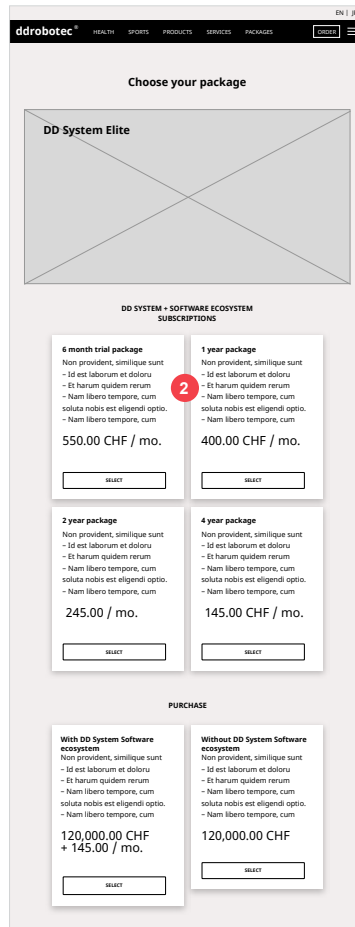 EN |
ddrobotec®
HEALTH SPORTS PRODUCTS SERVICES PACKAGES ORDER
Choose your package
DD System Elite
DD SYSTEM + SOFTWARE ECOSYSTEM
SUBSCRIPTIONS
6 month trial package
Non provident, similique sunt
– Id est laborum et doloru
– Et harum quidem rerum
– Nam libero tempore, cum
soluta nobis est eligendi optio.
– Nam libero tempore, cum
550.00 CHF / mo.
SELECT
1 year package
Non provident, similique sunt
– Id est laborum et doloru
– Et harum quidem rerum
– Nam libero tempore, cum
soluta nobis est eligendi optio.
– Nam libero tempore, cum
400.00 CHF / mo.
SELECT
2
2 year package
Non provident, similique sunt
– Id est laborum et doloru
– Et harum quidem rerum
– Nam libero tempore, cum
soluta nobis est eligendi optio.
– Nam libero tempore, cum
245.00 / mo.
SELECT
4 year package
Non provident, similique sunt
– Id est laborum et doloru
– Et harum quidem rerum
– Nam libero tempore, cum
soluta nobis est eligendi optio.
– Nam libero tempore, cum
145.00 CHF / mo.
SELECT
PURCHASE
With DD System Software
ecosystem
Non provident, similique sunt
– Id est laborum et doloru
– Et harum quidem rerum
– Nam libero tempore, cum
soluta nobis est eligendi optio.
– Nam libero tempore, cum
120,000.00 CHF
+ 145.00 / mo.
SELECT
Without DD System Software
ecosystem
Non provident, similique sunt
– Id est laborum et doloru
– Et harum quidem rerum
– Nam libero tempore, cum
soluta nobis est eligendi optio.
– Nam libero tempore, cum
120,000.00 CHF
SELECT